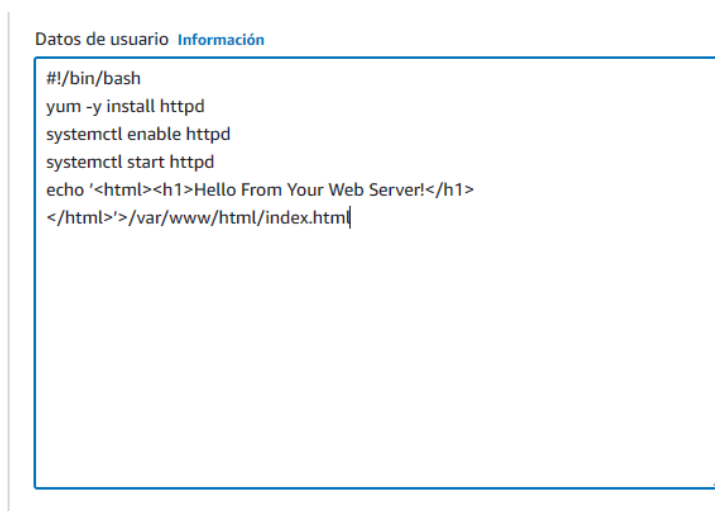 Datos de usuario Información
#!/bin/bash
yum -y install httpd
systemctl enable httpd
systemctl start httpd
echo '<html><h1>Hello From Your Web Server!</h1>
</html>'>/var/www/html/index.html